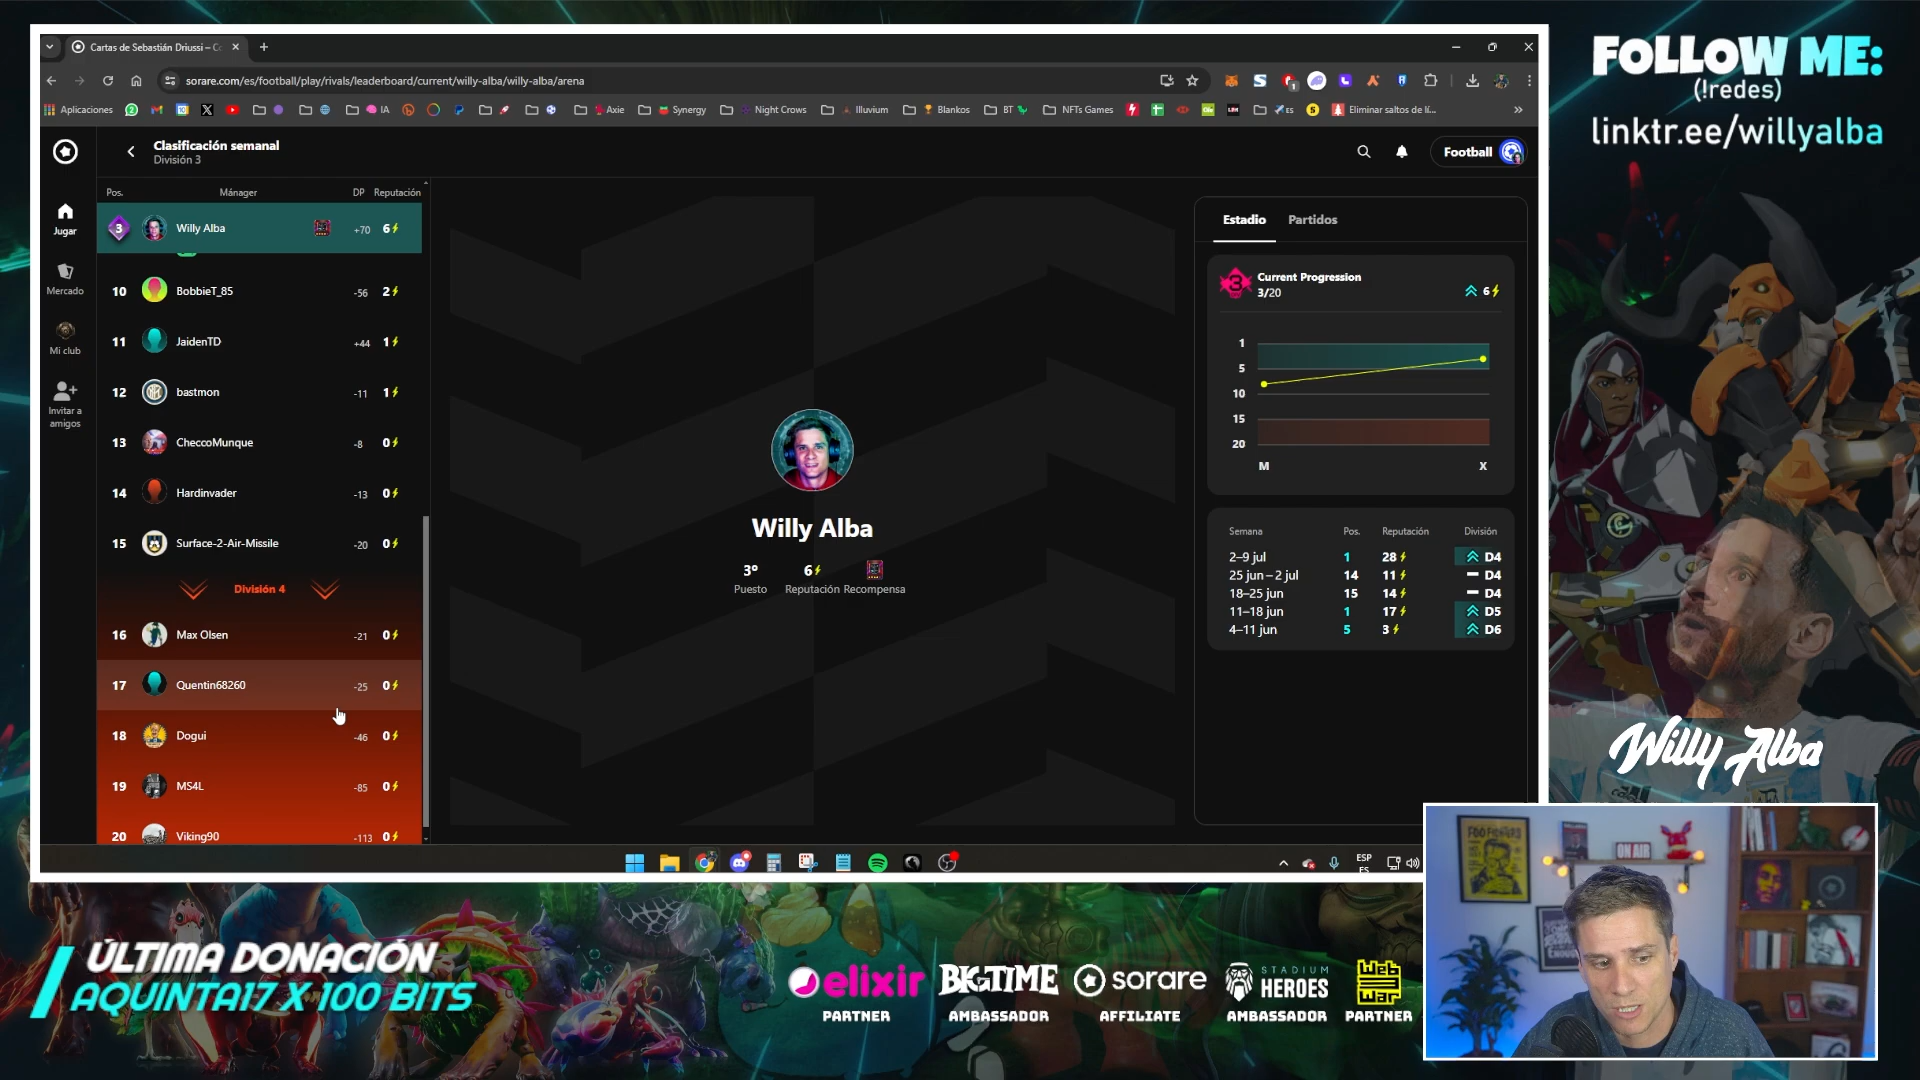 Cartas de Sebastián Driussi – Co
sorare.com/es/football/play/rivals/leaderboard/current/willy-alba/willy-alba/arena
Aplicaciones
IA
Axie
Synergy
Night Crows
Illuvium
Blankos
BT
NFTs Games
ES
Eliminar saltos de lí...
Clasificación semanal
División 3
Football
Jugar
Mercado
Mi club
Invitar a
amigos
Pos. Mánager DP Reputación
3 Willy Alba +70 6
10 BobbieT_85 -56 2
11 JaidenTD +44 1
12 bastmon -11 1
13 CheccoMunque -8 0
14 Hardinvader -13 0
15 Surface-2-Air-Missile -20 0
División 4
16 Max Olsen -21 0
17 Quentin68260 -25 0
18 Dogui -46 0
19 MS4L -85 0
20 Viking90 -113 0
Willy Alba
3º 6
Puesto Reputación Recompensa
Estadio Partidos
3 Current Progression
3/20 6
1
5
10
15
20
M X
Semana Pos. Reputación División
2–9 jul 1 28 D4
25 jun – 2 jul 14 11 D4
18–25 jun 15 14 D4
11–18 jun 1 17 D5
4–11 jun 5 3 D6
ESP
ES
FOLLOW ME:
(!redes)
linktr.ee/willyalba
Willy Alba
FOO FIGHTERS
ON AIR
ÚLTIMA DONACIÓN
AQUINTA17 X 100 BITS
elixir
PARTNER
BIGTIME
AMBASSADOR
sorare
AFFILIATE
STADIUM
HEROES
AMBASSADOR
Web
War
PARTNER